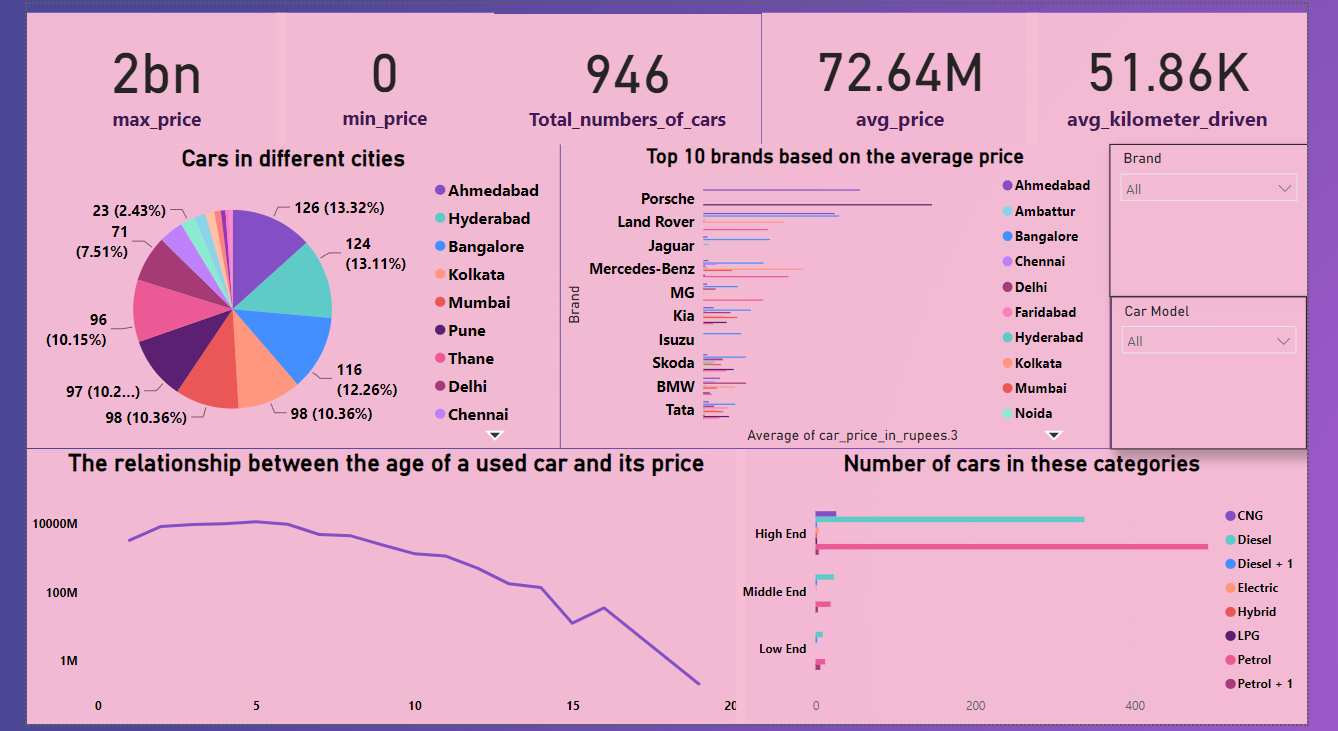 2bn
max_price
0
min_price
946
Total_numbers_of_cars
72.64M
avg_price
51.86K
avg_kilometer_driven
Cars in different cities
126 (13.32%)
124
(13.11%)
116
(12.26%)
98 (10.36%)
98 (10.36%)
97 (10.2...)
96
(10.15%)
71
(7.51%)
23 (2.43%)
Ahmedabad
Hyderabad
Bangalore
Kolkata
Mumbai
Pune
Thane
Delhi
Chennai
Top 10 brands based on the average price
Brand
Porsche
Land Rover
Jaguar
Mercedes-Benz
MG
Kia
Isuzu
Skoda
BMW
Tata
Average of car_price_in_rupees.3
Ahmedabad
Ambattur
Bangalore
Chennai
Delhi
Faridabad
Hyderabad
Kolkata
Mumbai
Noida
Brand
All
Car Model
All
The relationship between the age of a used car and its price
10000M
100M
1M
0 5 10 15 20
Number of cars in these categories
High End
Middle End
Low End
0 200 400
CNG
Diesel
Diesel + 1
Electric
Hybrid
LPG
Petrol
Petrol + 1